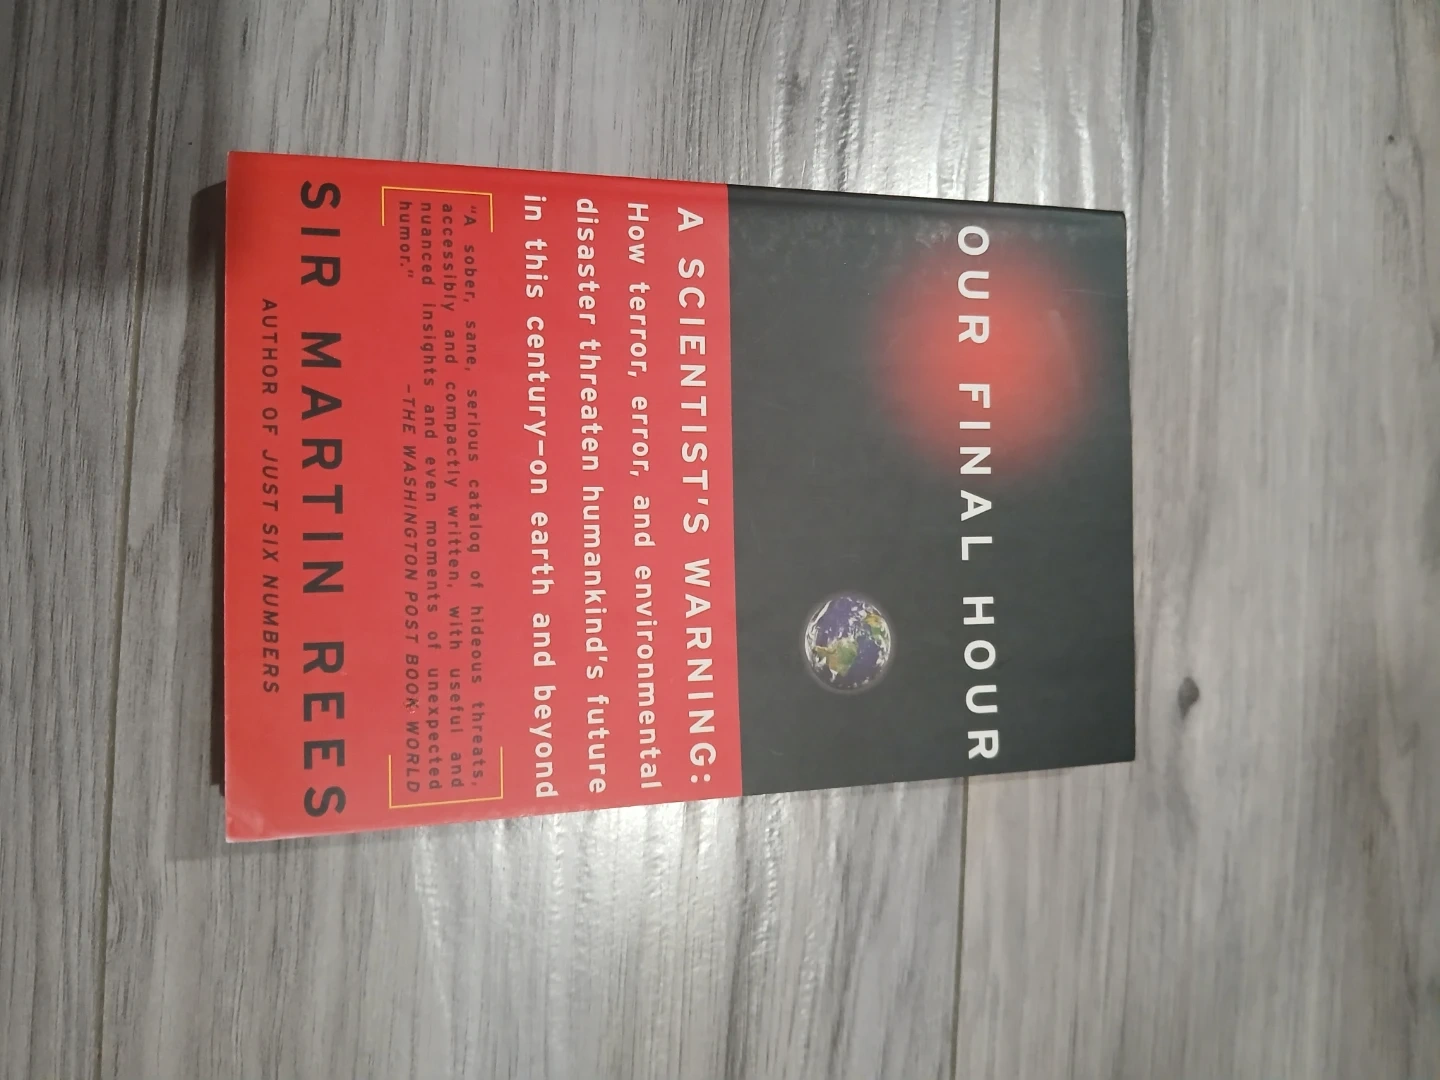 OUR FINAL HOUR
A SCIENTIST'S WARNING:
How terror, error, and environmental
disaster threaten humankind's future
in this century—on earth and beyond
"A sober, sane, serious catalog of hideous threats,
accessibly and compactly written, with useful and
nuanced insights and even moments of unexpected
humor."
–THE WASHINGTON POST BOOK WORLD
SIR MARTIN REES
AUTHOR OF JUST SIX NUMBERS